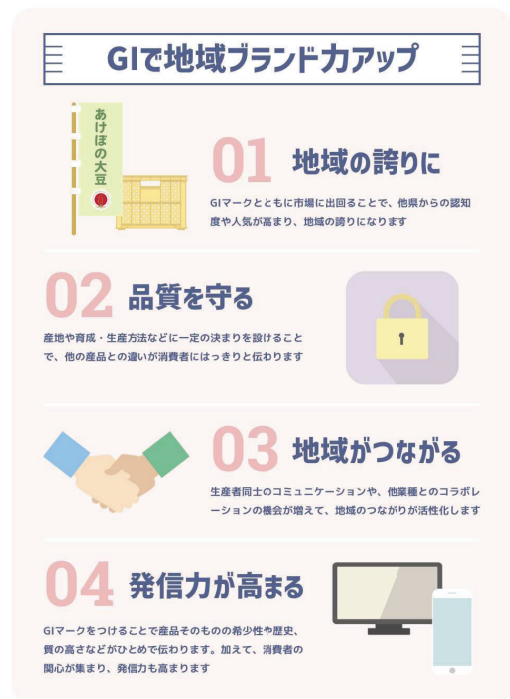 GIで地域ブランド力アップ
あけぼの大豆
01 地域の誇りに
GIマークとともに市場に出回ることで、他県からの認知
度や人気が高まり、地域の誇りになります
02 品質を守る
産地や育成・生産方法などに一定の決まりを設けること
で、他の産品との違いが消費者にはっきりと伝わります
03 地域がつながる
生産者同士のコミュニケーションや、他業種とのコラボレ
ーションの機会が増えて、地域のつながりが活性化します
04 発信力が高まる
GIマークをつけることで産品そのものの希少性や歴史、
質の高さなどがひとめで伝わります。加えて、消費者の
関心が集まり、発信力も高まります